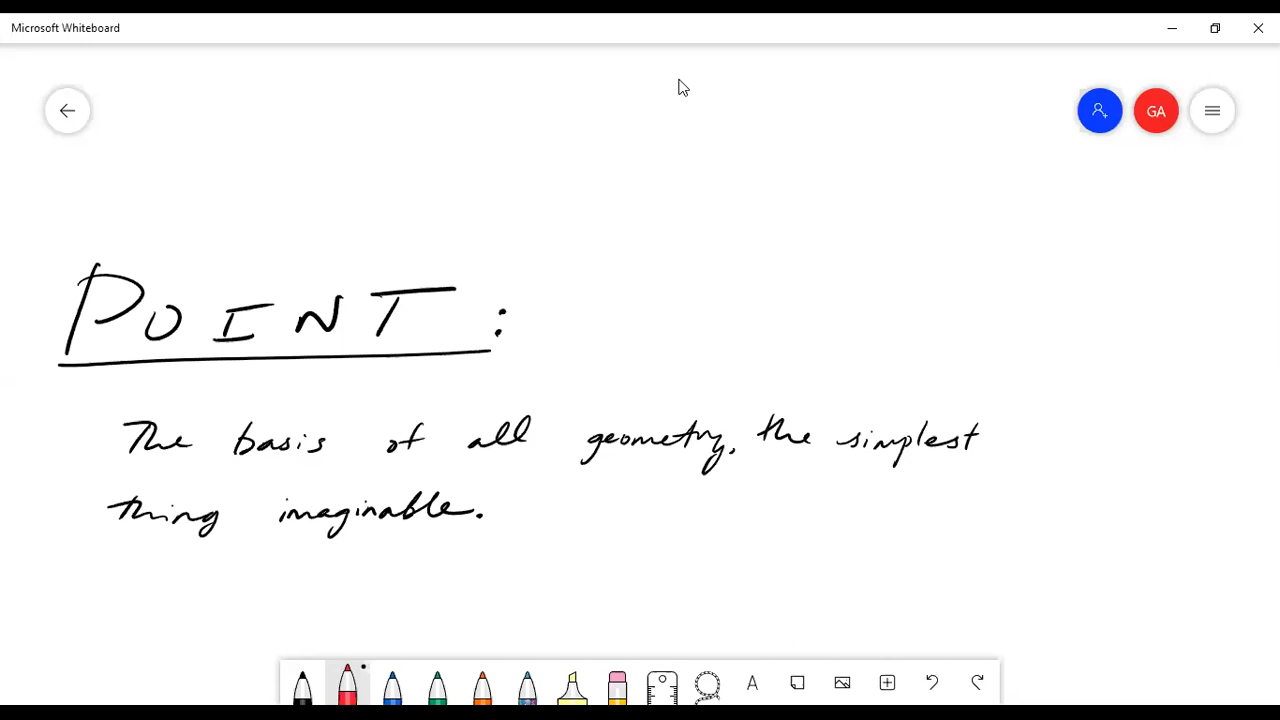 Microsoft Whiteboard
GA
POINT:
The basis of all geometry, the simplest
thing imaginable.
A